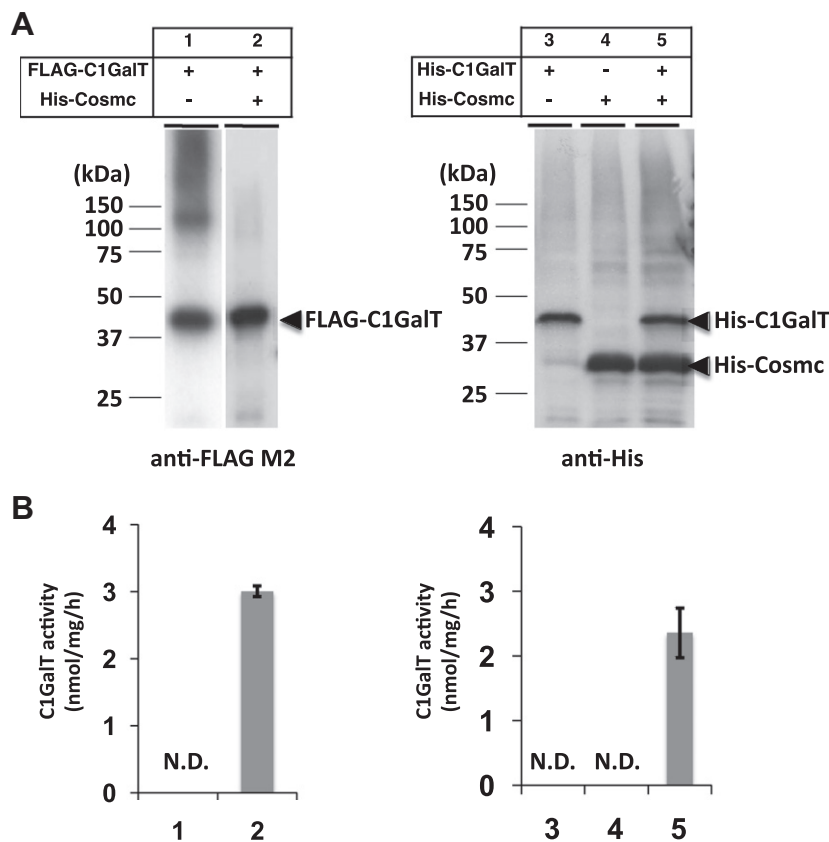 A
1 2
FLAG-C1GalT + +
His-Cosmc - +
(kDa)
150
100
75
50
37
25
FLAG-C1GalT
anti-FLAG M2
3 4 5
His-C1GalT + - +
His-Cosmc - + +
(kDa)
150
100
75
50
37
25
His-C1GalT
His-Cosmc
anti-His
B
C1GalT activity
(nmol/mg/h)
4
3
2
1
0
N.D.
1 2
C1GalT activity
(nmol/mg/h)
4
3
2
1
0
N.D. N.D.
3 4 5